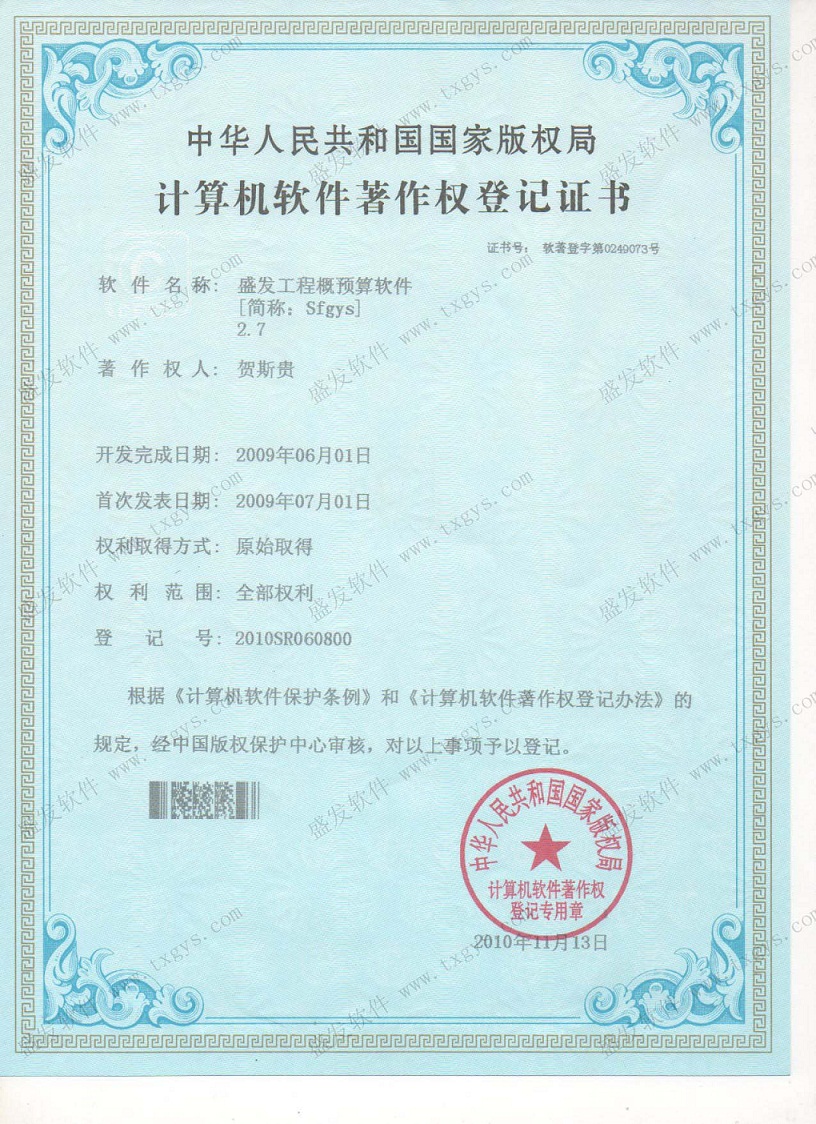 中华人民共和国国家版权局
计算机软件著作权登记证书
证书号： 软著登字第0249073号
软件名称： 盛发工程概预算软件
[简称：Sfgys]
2.7
著作权人： 贺斯贵
开发完成日期： 2009年06月01日
首次发表日期： 2009年07月01日
权利取得方式： 原始取得
权利范围： 全部权利
登记号： 2010SR060800
根据《计算机软件保护条例》和《计算机软件著作权登记办法》的
规定，经中国版权保护中心审核，对以上事项予以登记。
中华人民共和国国家版权局
计算机软件著作权
登记专用章
2010年11月13日
盛发软件 www.txgys.com